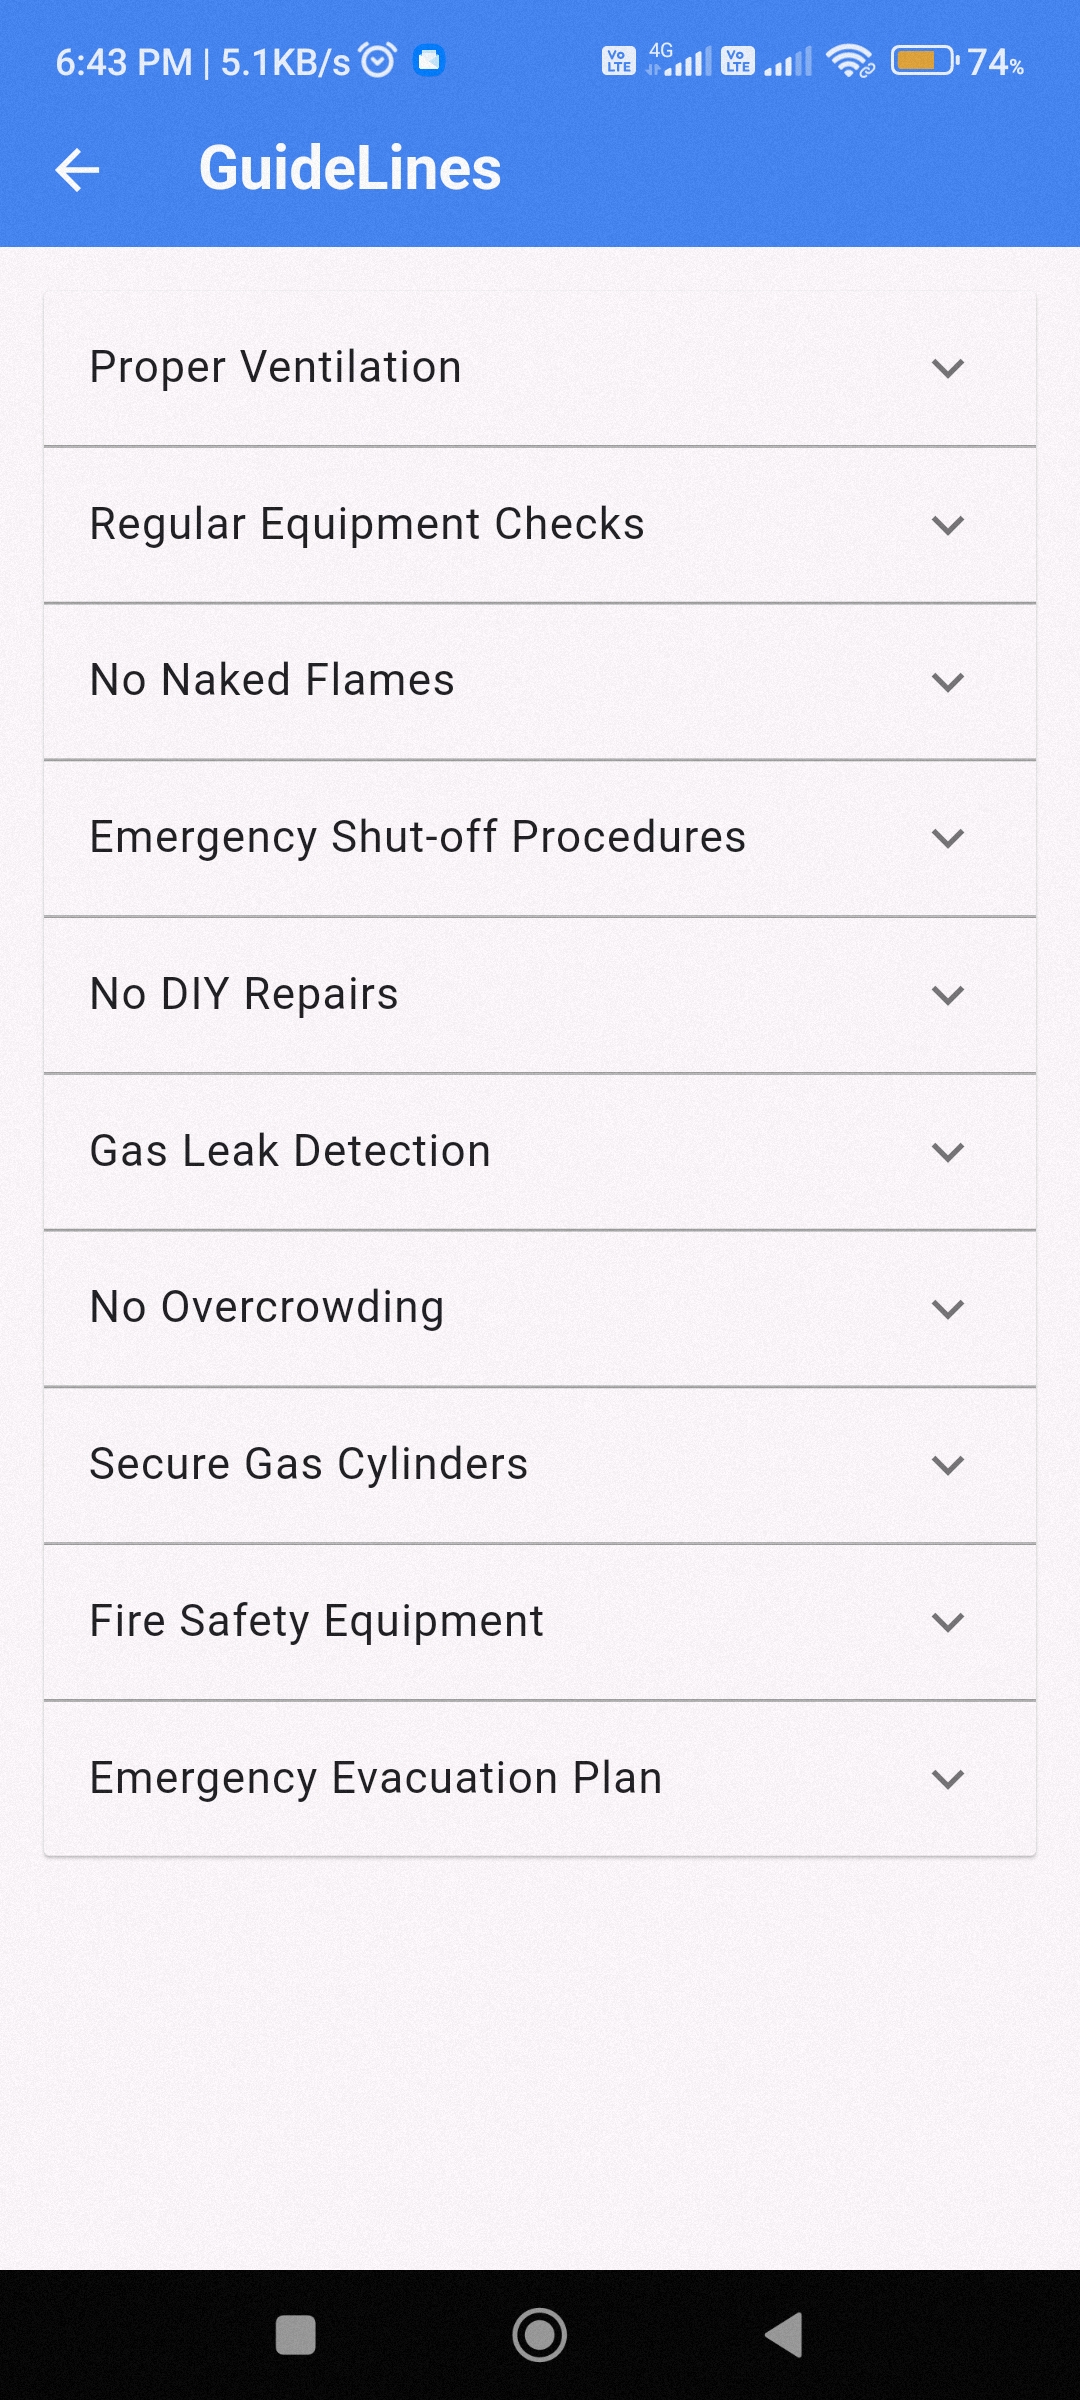 6:43 PM | 5.1KB/s Vo LTE 4G Vo LTE 74%
GuideLines
Proper Ventilation
Regular Equipment Checks
No Naked Flames
Emergency Shut-off Procedures
No DIY Repairs
Gas Leak Detection
No Overcrowding
Secure Gas Cylinders
Fire Safety Equipment
Emergency Evacuation Plan